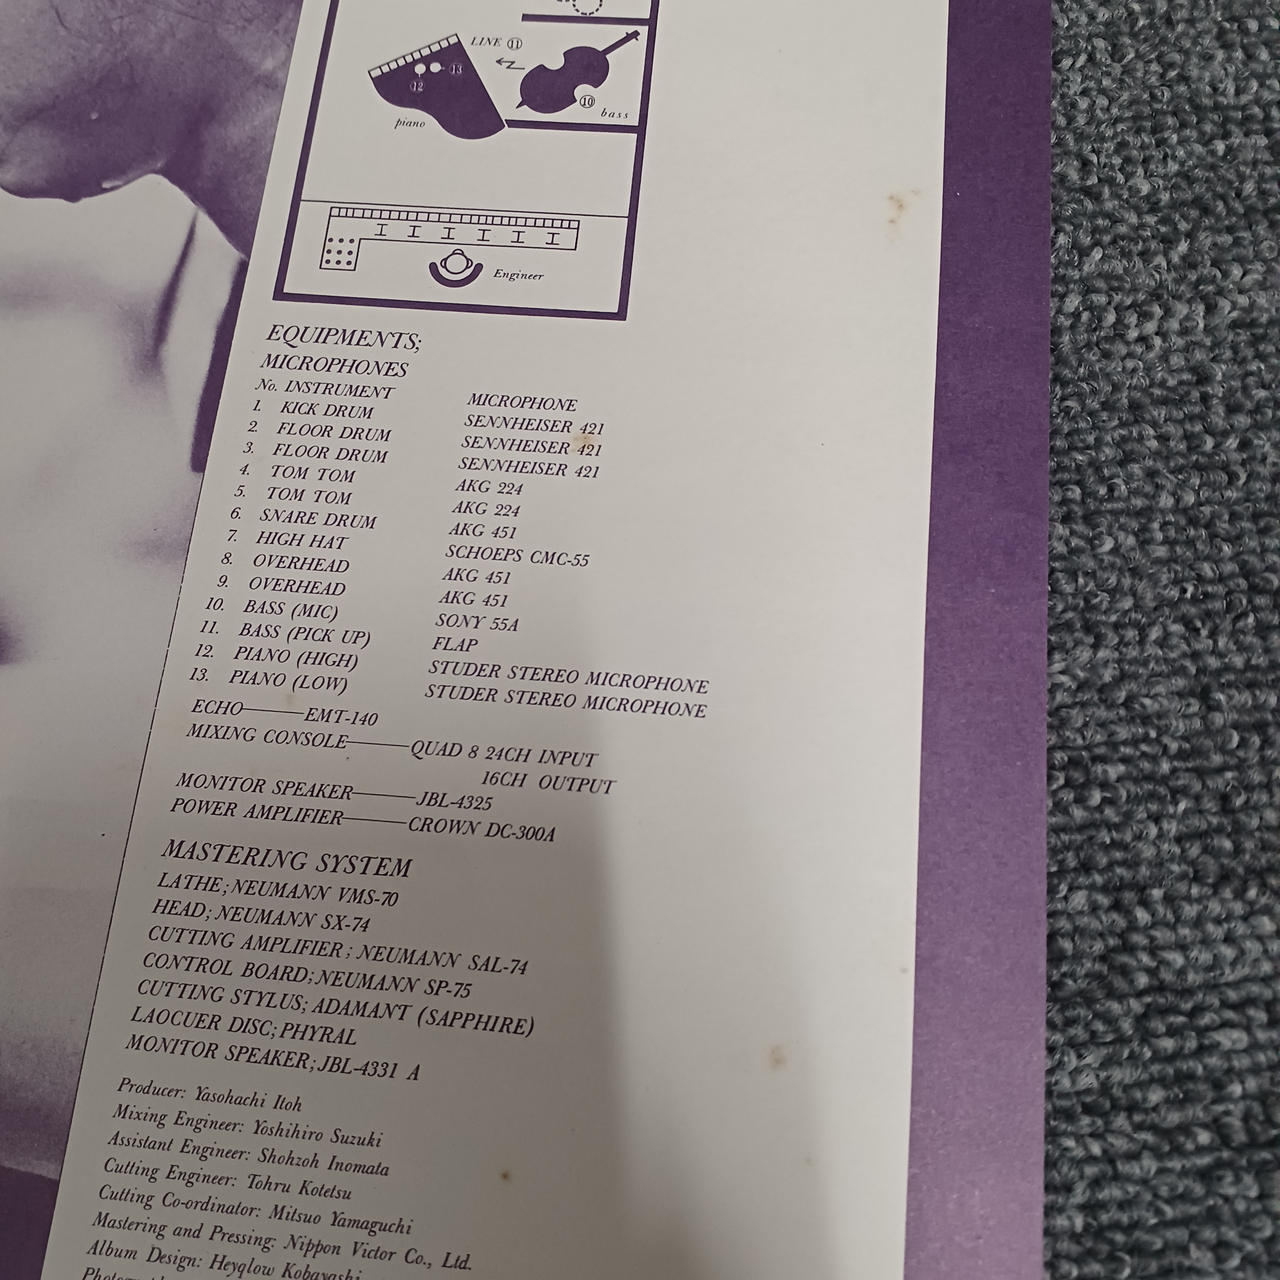 LINE ⑪
13
12
⑩
bass
piano
Engineer
EQUIPMENTS;
MICROPHONES
No. INSTRUMENT MICROPHONE
1. KICK DRUM SENNHEISER 421
2. FLOOR DRUM SENNHEISER 421
3. FLOOR DRUM SENNHEISER 421
4. TOM TOM AKG 224
5. TOM TOM AKG 224
6. SNARE DRUM AKG 451
7. HIGH HAT SCHOEPS CMC-55
8. OVERHEAD AKG 451
9. OVERHEAD AKG 451
10. BASS (MIC) SONY 55A
11. BASS (PICK UP) FLAP
12. PIANO (HIGH) STUDER STEREO MICROPHONE
13. PIANO (LOW) STUDER STEREO MICROPHONE
ECHO——EMT-140
MIXING CONSOLE——QUAD 8 24CH INPUT
16CH OUTPUT
MONITOR SPEAKER——JBL-4325
POWER AMPLIFIER——CROWN DC-300A
MASTERING SYSTEM
LATHE; NEUMANN VMS-70
HEAD; NEUMANN SX-74
CUTTING AMPLIFIER; NEUMANN SAL-74
CONTROL BOARD; NEUMANN SP-75
CUTTING STYLUS; ADAMANT (SAPPHIRE)
LAOCUER DISC; PHYRAL
MONITOR SPEAKER; JBL-4331 A
Producer: Yasohachi Itoh
Mixing Engineer: Yoshihiro Suzuki
Assistant Engineer: Shohzoh Inomata
Cutting Engineer: Tohru Kotetsu
Cutting Co-ordinator: Mitsuo Yamaguchi
Mastering and Pressing: Nippon Victor Co., Ltd.
Album Design: Heyqlow Kobayashi